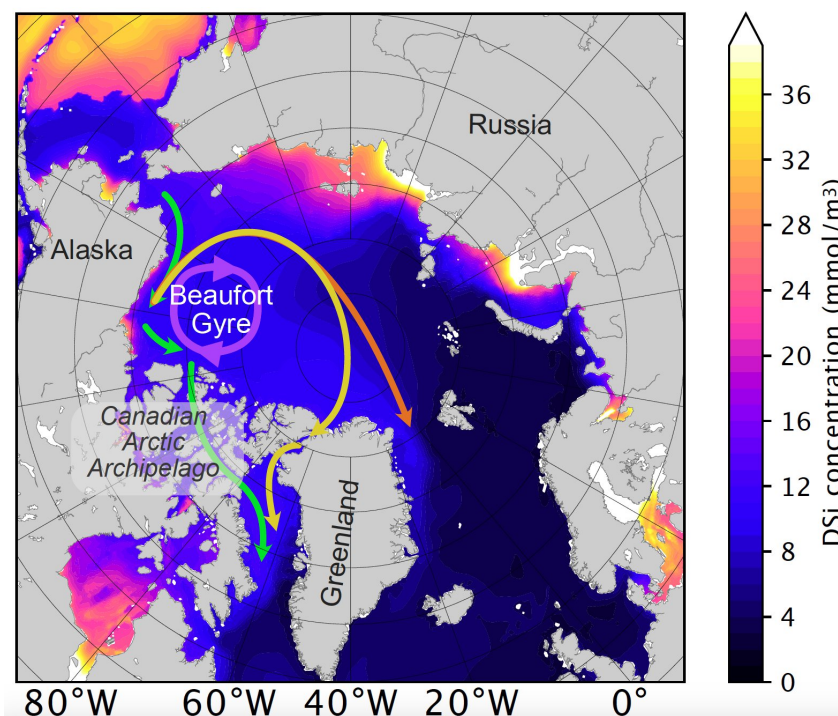 Russia
Alaska
Beaufort
Gyre
Canadian
Arctic
Archipelago
Greenland
80°W
60°W
40°W
20°W
0°
36
32
28
24
20
16
12
8
4
0
DSi concentration (mmol/m³)